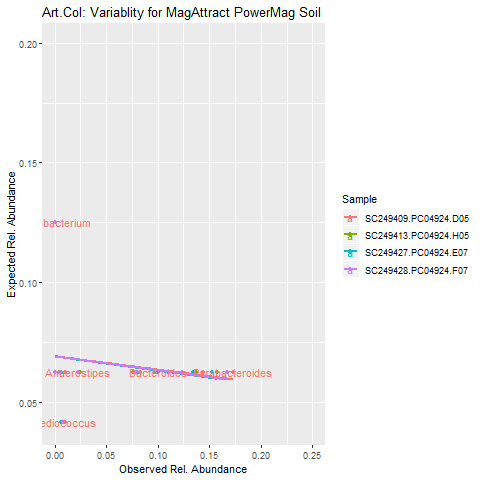 Art.Col: Variablity for MagAttract PowerMag Soil
0.20
0.15
0.10
0.05
Expected Rel. Abundance
bacterium
Anaerostipes
Bacteroides
bacteroides
ediococcus
0.00
0.05
0.10
0.15
0.20
0.25
Observed Rel. Abundance
Sample
a SC249409.PC04924.D05
a SC249413.PC04924.H05
a SC249427.PC04924.E07
a SC249428.PC04924.F07